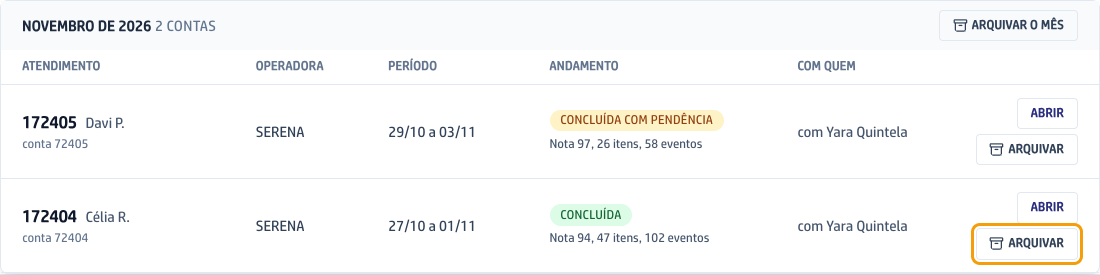 NOVEMBRO DE 2026 2 CONTAS
ARQUIVAR O MÊS
ATENDIMENTO OPERADORA PERÍODO ANDAMENTO COM QUEM
172405 Davi P.
conta 72405
SERENA
29/10 a 03/11
CONCLUÍDA COM PENDÊNCIA
Nota 97, 26 itens, 58 eventos
com Yara Quintela
ABRIR
ARQUIVAR
172404 Célia R.
conta 72404
SERENA
27/10 a 01/11
CONCLUÍDA
Nota 94, 47 itens, 102 eventos
com Yara Quintela
ABRIR
ARQUIVAR